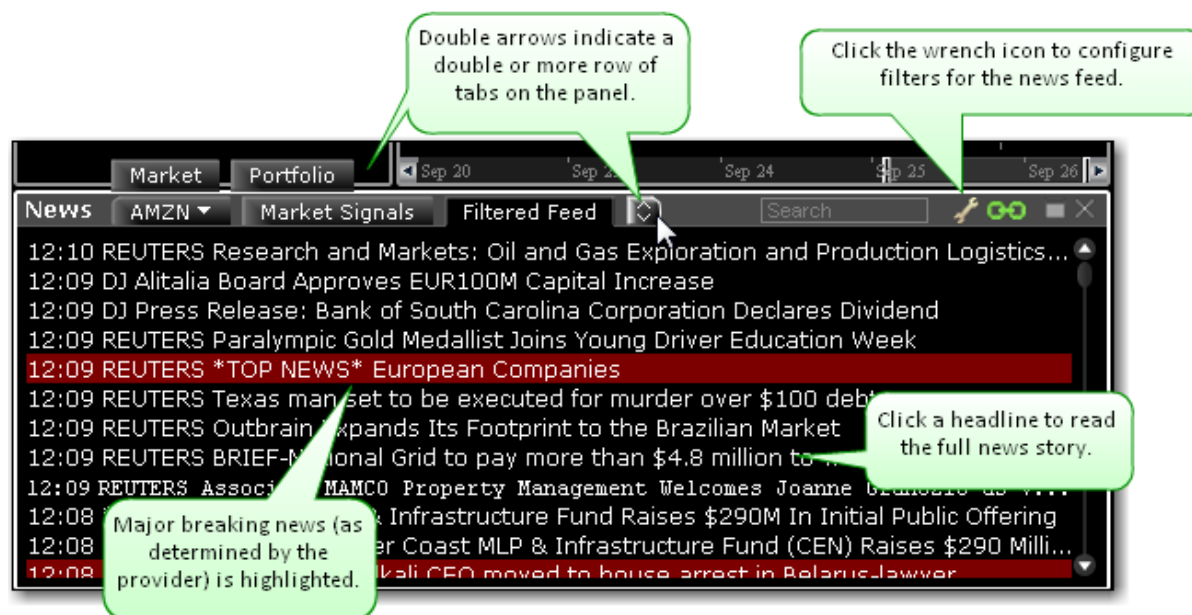 Double arrows indicate a
double or more row of
tabs on the panel.
Click the wrench icon to configure
filters for the news feed.
Market Portfolio Sep 20 Sep 24 Sep 25 Sep 26
News AMZN Market Signals Filtered Feed Search
12:10 REUTERS Research and Markets: Oil and Gas Exploration and Production Logistics...
12:09 DJ Alitalia Board Approves EUR100M Capital Increase
12:09 DJ Press Release: Bank of South Carolina Corporation Declares Dividend
12:09 REUTERS Paralympic Gold Medallist Joins Young Driver Education Week
12:09 REUTERS *TOP NEWS* European Companies
12:09 REUTERS Texas man set to be executed for murder over $100 debt
12:09 REUTERS Outbrain Expands Its Footprint to the Brazilian Market
12:09 REUTERS BRIEF-National Grid to pay more than $4.8 million to
12:09 REUTERS MAMCO Property Management Welcomes Joanne
12:08 & Infrastructure Fund Raises $290M In Initial Public Offering
12:08 Coast MLP & Infrastructure Fund (CEN) Raises $290 Milli...
12:08 CEO moved to house arrest in Belarus-lawyer
Click a headline to read
the full news story.
Major breaking news (as
determined by the
provider) is highlighted.